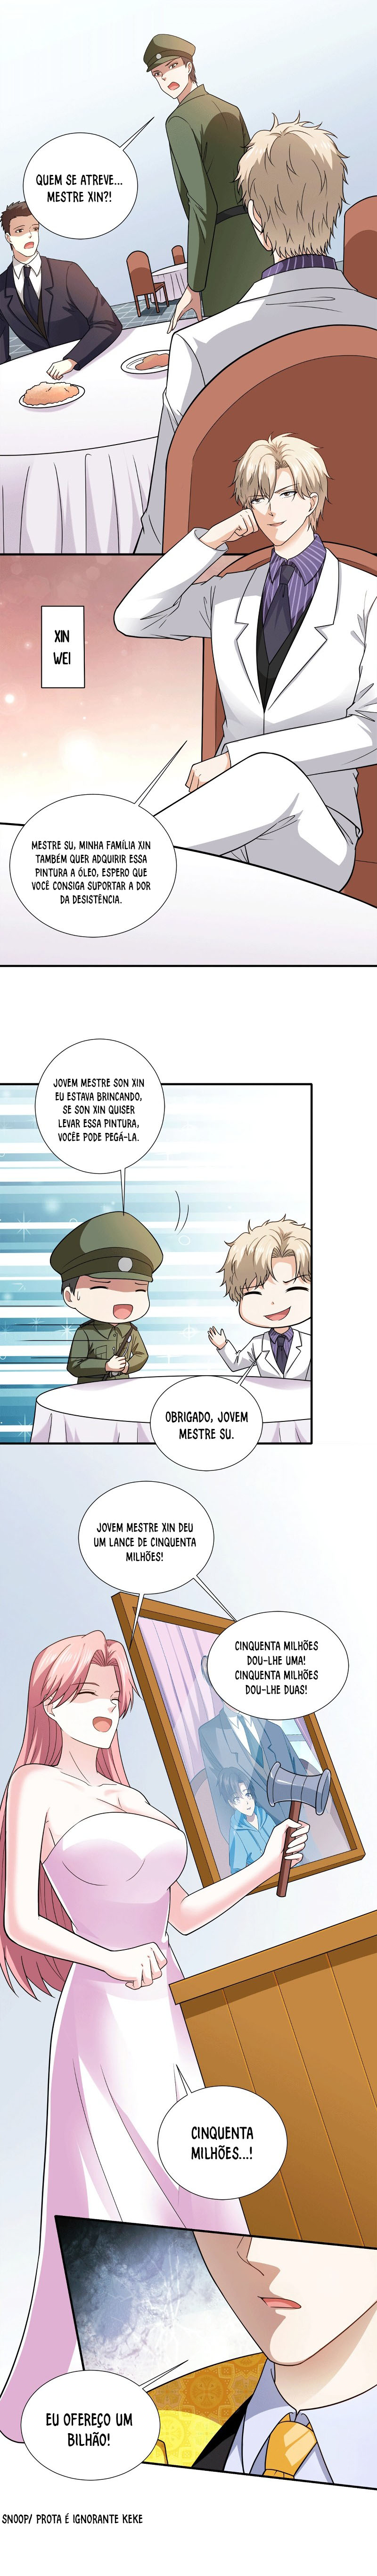 QUEM SE ATREVE...
MESTRE XIN?!
XIN
WEI
MESTRE SU, MINHA FAMÍLIA XIN
TAMBÉM QUER ADQUIRIR ESSA
PINTURA A ÓLEO, ESPERO QUE
VOCÊ CONSIGA SUPORTAR A DOR
DA DESISTÊNCIA.
JOVEM MESTRE SON XIN
EU ESTAVA BRINCANDO,
SE SON XIN QUISER
LEVAR ESSA PINTURA,
VOCÊE PODE PEGÁ-LA.
OBRIGADO, JOVEM
MESTRE SU.
JOVEM MESTRE XIN DEU
UM LANCE DE CINQUENTA
MILHÕES!
CINQUENTA MILHÕES
DOU-LHE UMA!
CINQUENTA MILHÕES
DOU-LHE DUAS!
CINQUENTA
MILHÕES...!
EU OFEREÇO UM
BILHÃO!
SNOOP/ PROTA É IGNORANTE KEKE